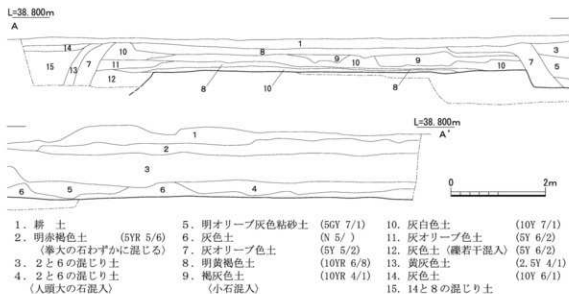 L=38.800m
A
1
14
15
13
7
10
11
12
8
9
10
9
10
7
3
5
8
10
8
L=38.800m
A'
1
2
3
6
5
6
4
0 2m
1. 耕 土
2. 明赤褐色土 (5YR 5/6)
(拳大の石わずかに混じる)
3. 2と6の混じり土
4. 2と6の混じり土
(人頭大の石混入)
5. 明オリーブ灰色粘砂土 (5GY 7/1)
6. 灰色土 (N 5/ )
7. 灰オリーブ色土 (5Y 5/2)
8. 明黄褐色土 (10YR 6/8)
9. 褐灰色土 (10YR 4/1)
(小石混入)
10. 灰白色土 (10Y 7/1)
11. 灰オリーブ色土 (5Y 6/2)
12. 灰色土(礫若干混入) (5Y 6/2)
13. 黄灰色土 (2.5Y 4/1)
14. 灰色土 (10Y 6/1)
15. 14と8の混じり土